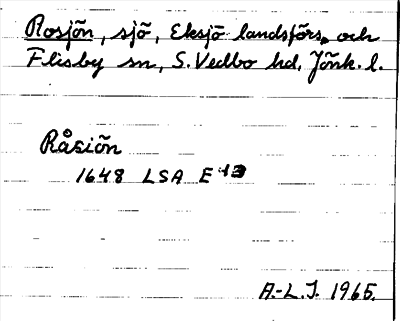 Rosjön, sjö, Eksjö landsförs. och
Flisby sn, S. Vedbo hd, Jönk. l.
Råsiön
1648 LSA E
A.-L. J. 1965.